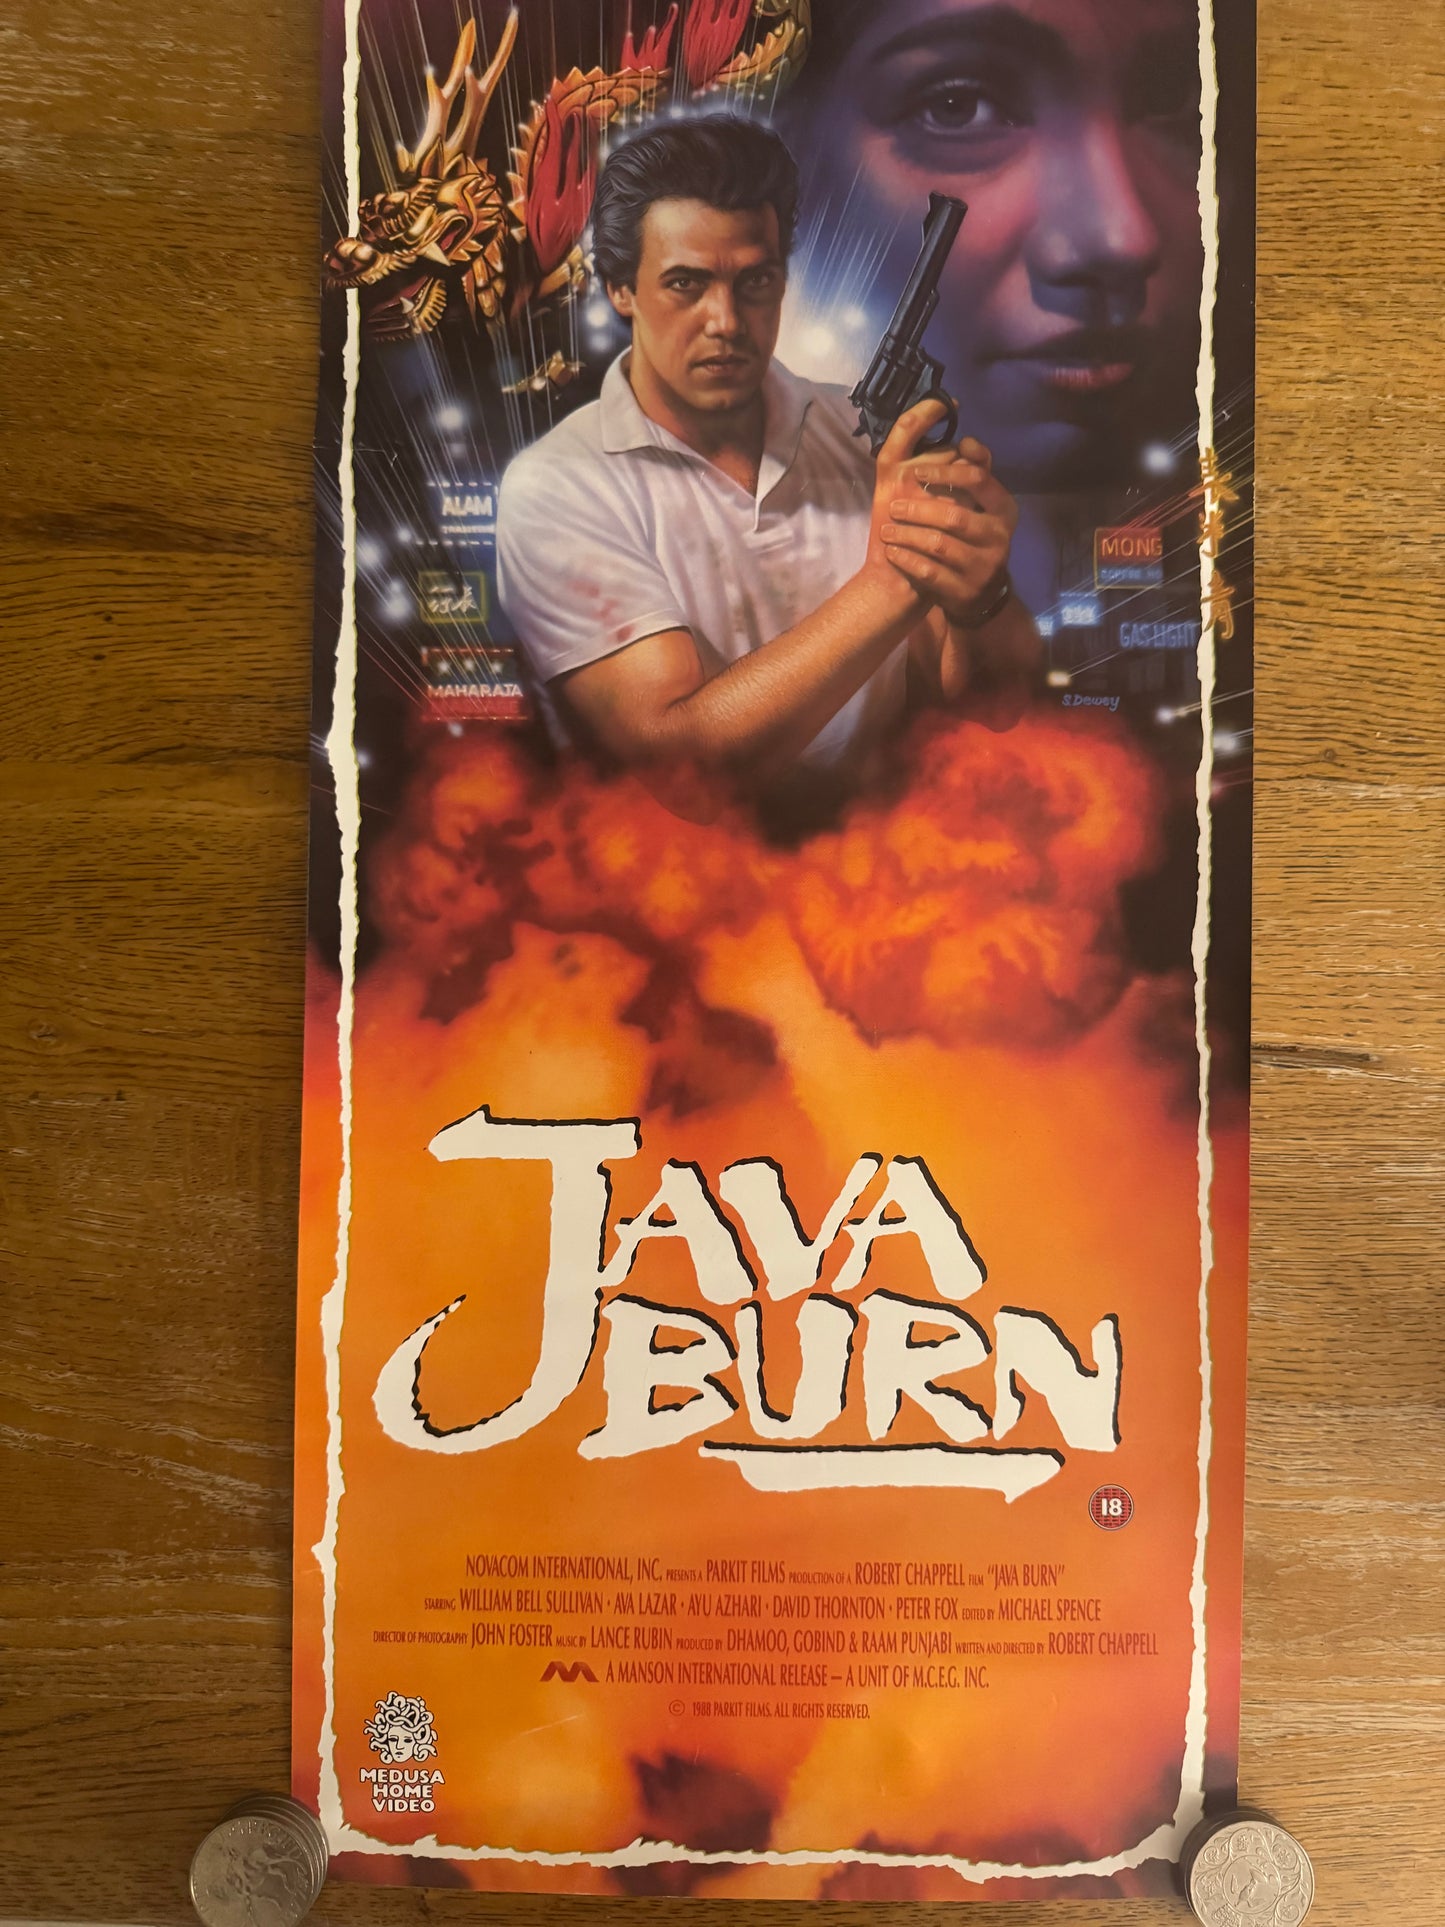 ALAM
MONG
GASLIGHT
MAHARAJA
S.Dewey
JAVA
BURN
18
NOVACOM INTERNATIONAL, INC. PRESENTS A PARKIT FILMS PRODUCTION OF A ROBERT CHAPPELL FILM "JAVA BURN"
STARRING WILLIAM BELL SULLIVAN • AVA LAZAR • AYU AZHARI • DAVID THORNTON • PETER FOX EDITED BY MICHAEL SPENCE
DIRECTOR OF PHOTOGRAPHY JOHN FOSTER MUSIC BY LANCE RUBIN PRODUCED BY DHAMOO, GOBIND & RAAM PUNJABI WRITTEN AND DIRECTED BY ROBERT CHAPPELL
A MANSON INTERNATIONAL RELEASE – A UNIT OF M.C.E.G. INC.
© 1988 PARKIT FILMS. ALL RIGHTS RESERVED.
MEDUSA
HOME
VIDEO